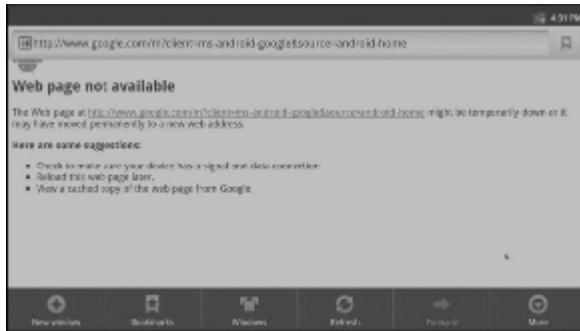 4:51 PM
http://www.google.com/m?client=ms-android-google&source=android-home
Web page not available
The Web page at http://www.google.com/m?client=ms-android-google&source=android-home might be temporarily down or it
may have moved permanently to a new web address.
Here are some suggestions:
Check to make sure your device has a signal and data connection
Reload this web page later.
View a cached copy of the web page from Google
New window Bookmarks Windows Refresh Forward More